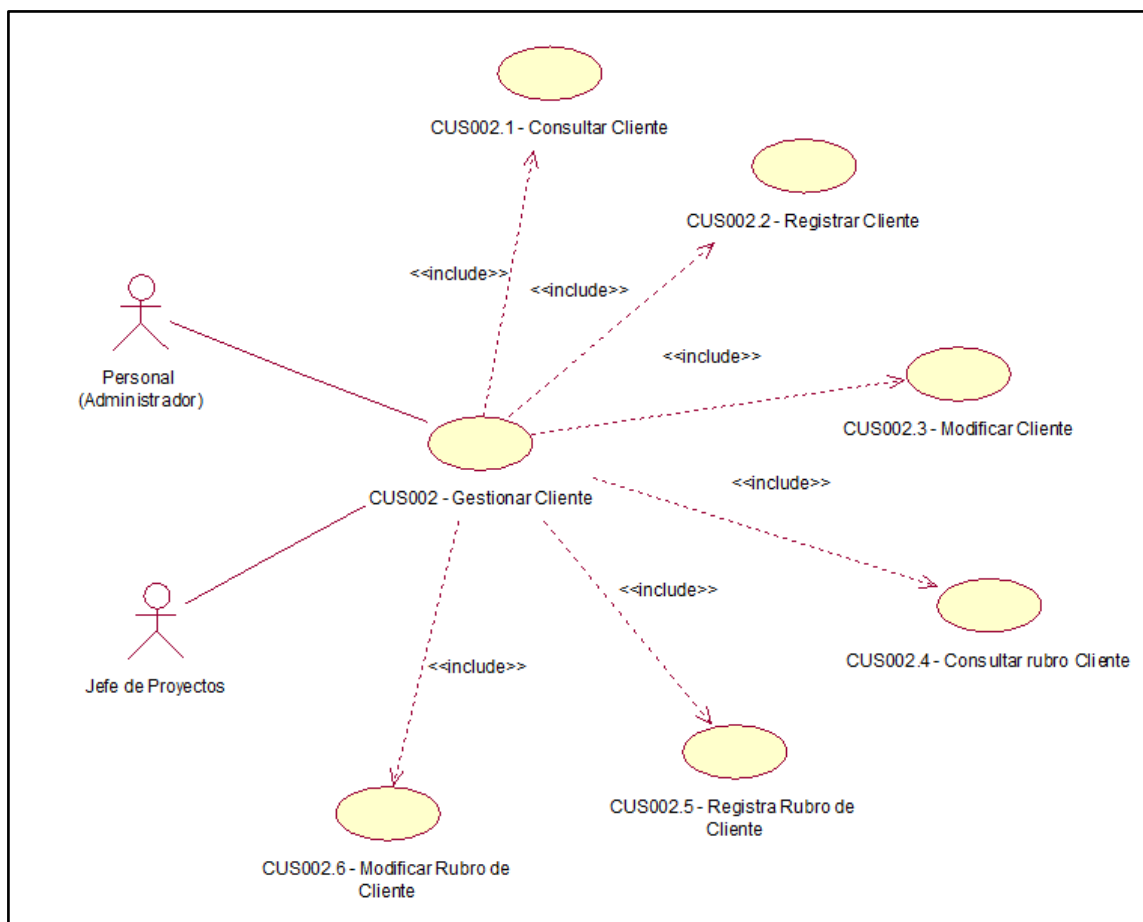 CUS002.1 - Consultar Cliente
CUS002.2 - Registrar Cliente
<<include>>
<<include>>
<<include>>
Personal
(Administrador)
CUS002.3 - Modificar Cliente
<<include>>
CUS002 - Gestionar Cliente
<<include>>
CUS002.4 - Consultar rubro Cliente
<<include>>
Jefe de Proyectos
CUS002.5 - Registra Rubro de
Cliente
CUS002.6 - Modificar Rubro de
Cliente